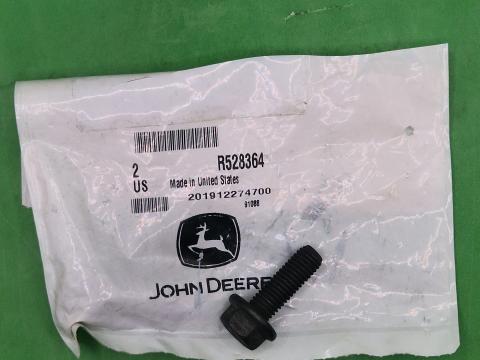 2 R528364
US Made in United States
201912274700
91088
JOHN DEERE